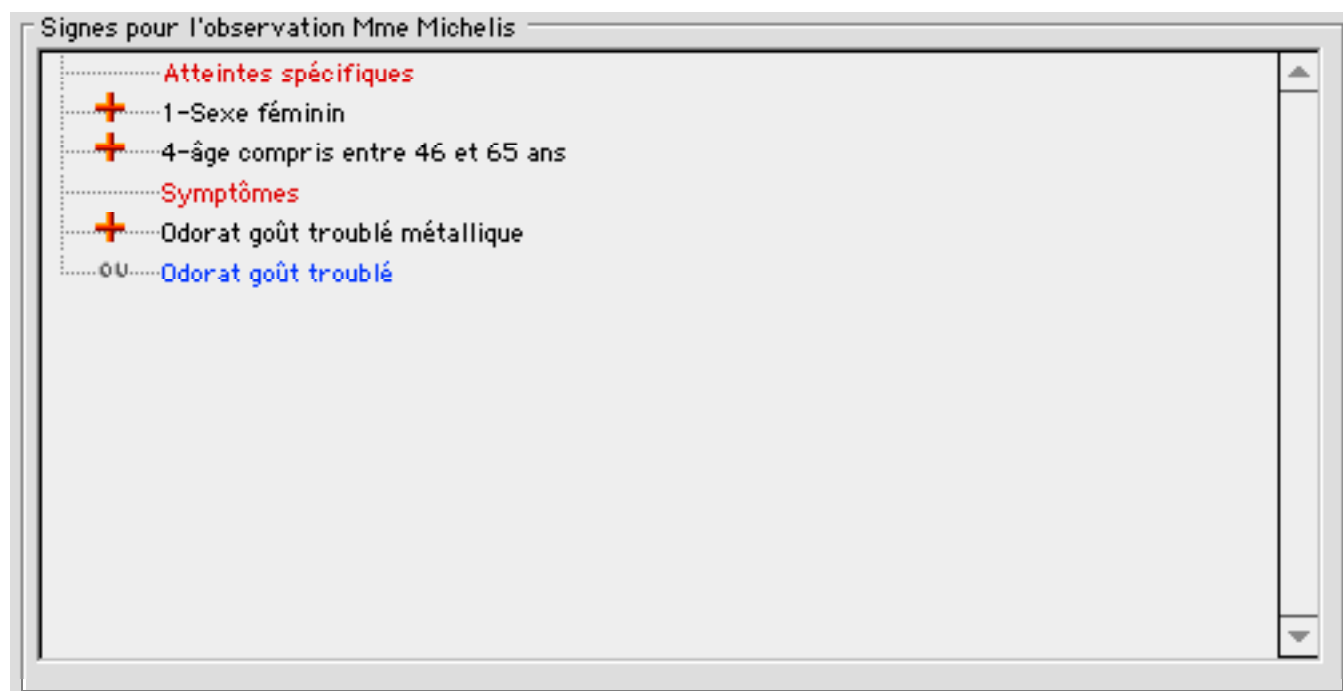 Signes pour l'observation Mme Michelis
Atteintes spécifiques
1-Sexe féminin
4-âge compris entre 46 et 65 ans
Symptômes
Odorat goût troublé métallique
OU Odorat goût troublé